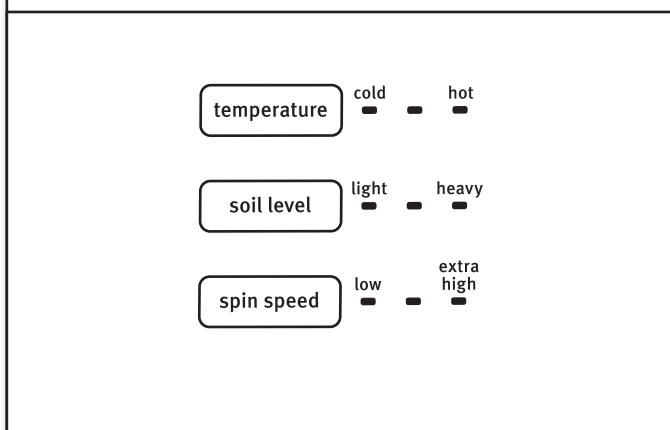 cold hot
temperature
light heavy
soil level
extra
low high
spin speed